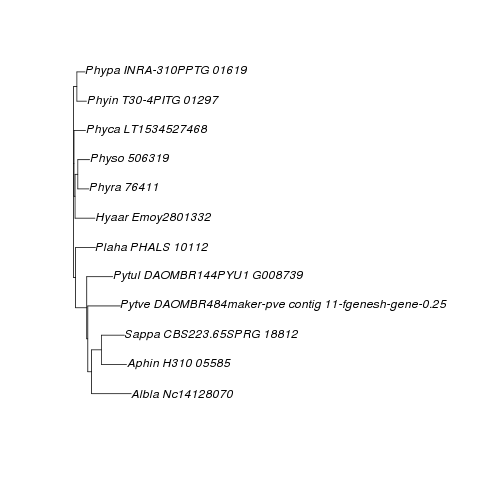 Phypa INRA-310PPTG 01619
Phyin T30-4PITG 01297
Phyca LT1534527468
Physo 506319
Phyra 76411
Hyaar Emoy2801332
Plaha PHALS 10112
Pytul DAOMBR144PYU1 G008739
Pytve DAOMBR484maker-pve contig 11-fgenesh-gene-0.25
Sappa CBS223.65SPRG 18812
Aphin H310 05585
Albla Nc14128070